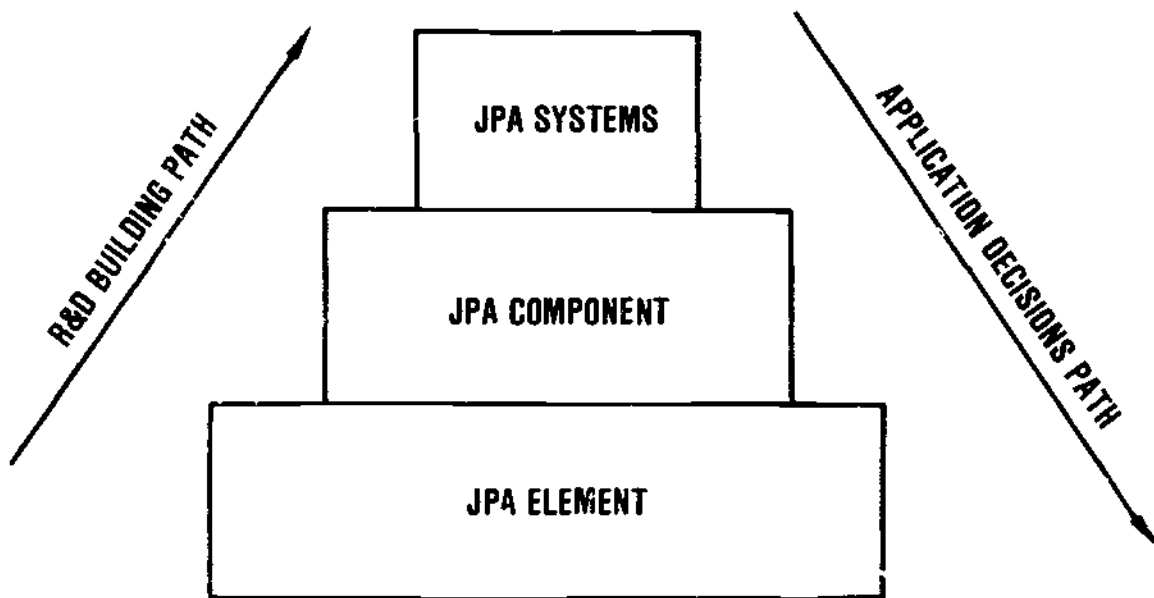 JPA SYSTEMS
R&D BUILDING PATH
APPLICATION DECISIONS PATH
JPA COMPONENT
JPA ELEMENT